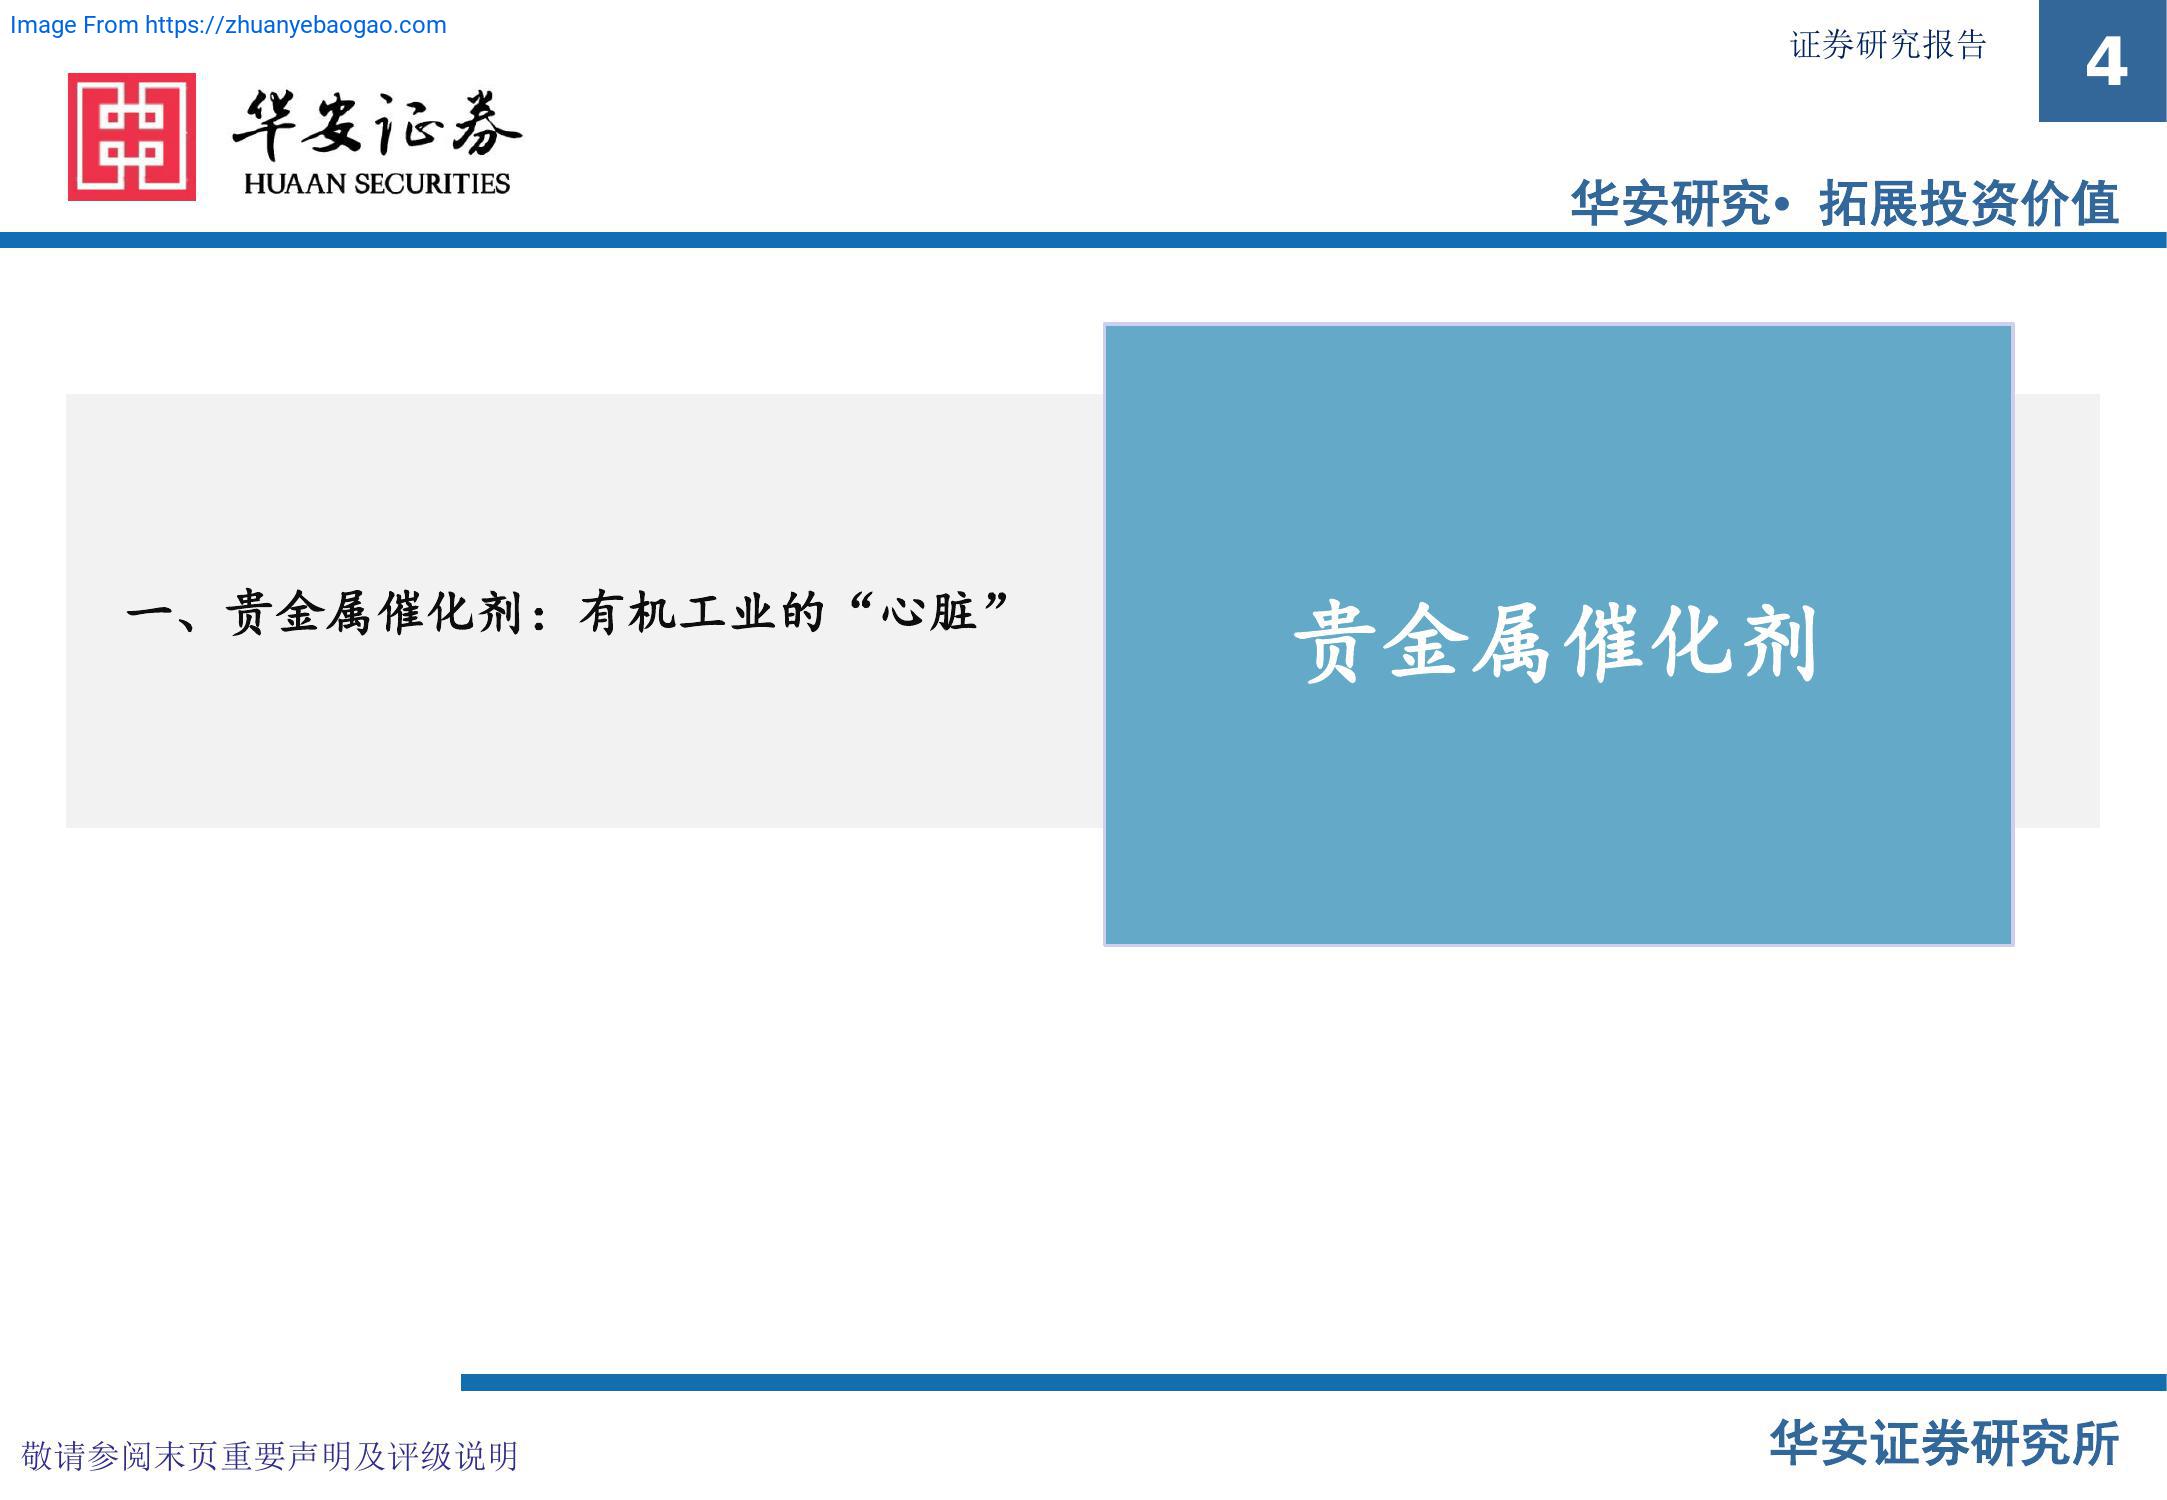 Image From https://zhuanyebaogao.com
证券研究报告
4
华安证券
HUAAN SECURITIES
华安研究• 拓展投资价值
一、贵金属催化剂：有机工业的“心脏”
贵金属催化剂
敬请参阅末页重要声明及评级说明
华安证券研究所